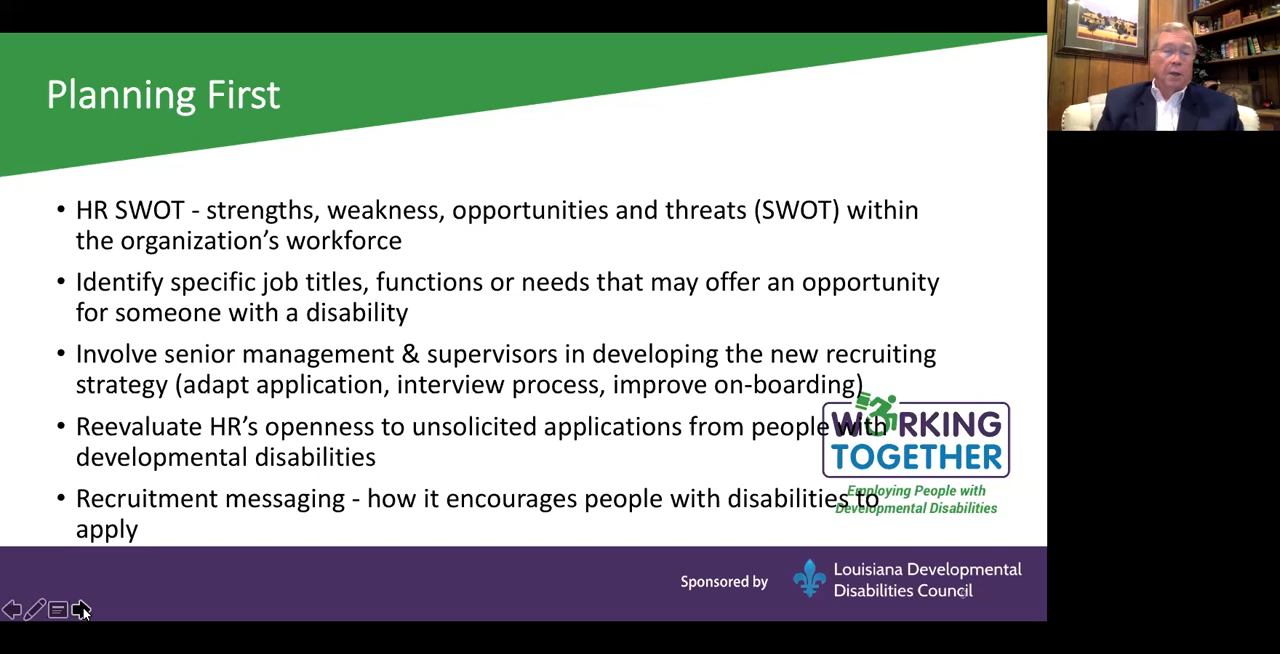 Planning First
• HR SWOT - strengths, weakness, opportunities and threats (SWOT) within
the organization's workforce
• Identify specific job titles, functions or needs that may offer an opportunity
for someone with a disability
• Involve senior management & supervisors in developing the new recruiting
strategy (adapt application, interview process, improve on-boarding)
• Reevaluate HR's openness to unsolicited applications from people with
developmental disabilities
• Recruitment messaging - how it encourages people with disabilities to
apply
WORKING
TOGETHER
Employing People with
Developmental Disabilities
Sponsored by
Louisiana Developmental
Disabilities Council